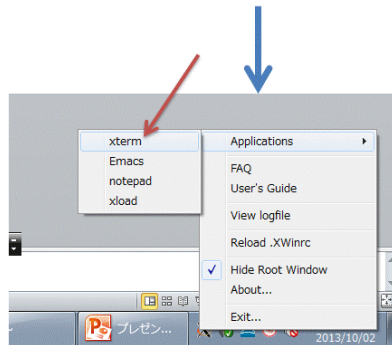 xterm
Emacs
notepad
xload
Applications
FAQ
User's Guide
View logfile
Reload .XWinrc
Hide Root Window
About...
Exit...
プレゼン...
2013/10/02